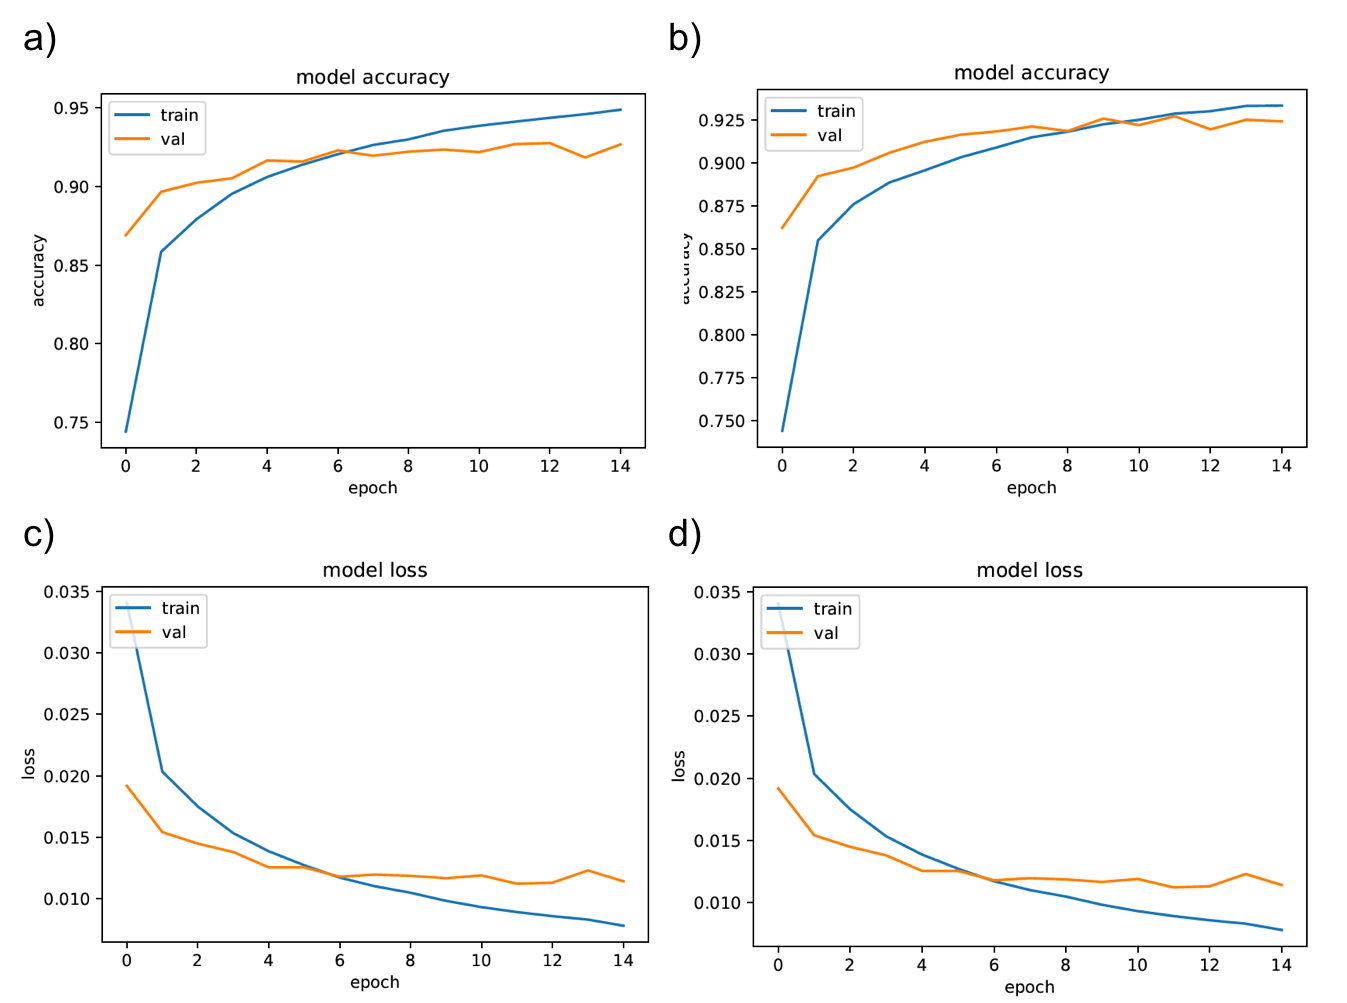 a)
model accuracy
train
val
0.95
0.90
0.85
0.80
0.75
accuracy
0 2 4 6 8 10 12 14
epoch
b)
model accuracy
train
val
0.925
0.900
0.875
0.850
0.825
0.800
0.775
0.750
accuracy
0 2 4 6 8 10 12 14
epoch
c)
model loss
train
val
0.035
0.030
0.025
0.020
0.015
0.010
loss
0 2 4 6 8 10 12 14
epoch
d)
model loss
train
val
0.035
0.030
0.025
0.020
0.015
0.010
loss
0 2 4 6 8 10 12 14
epoch